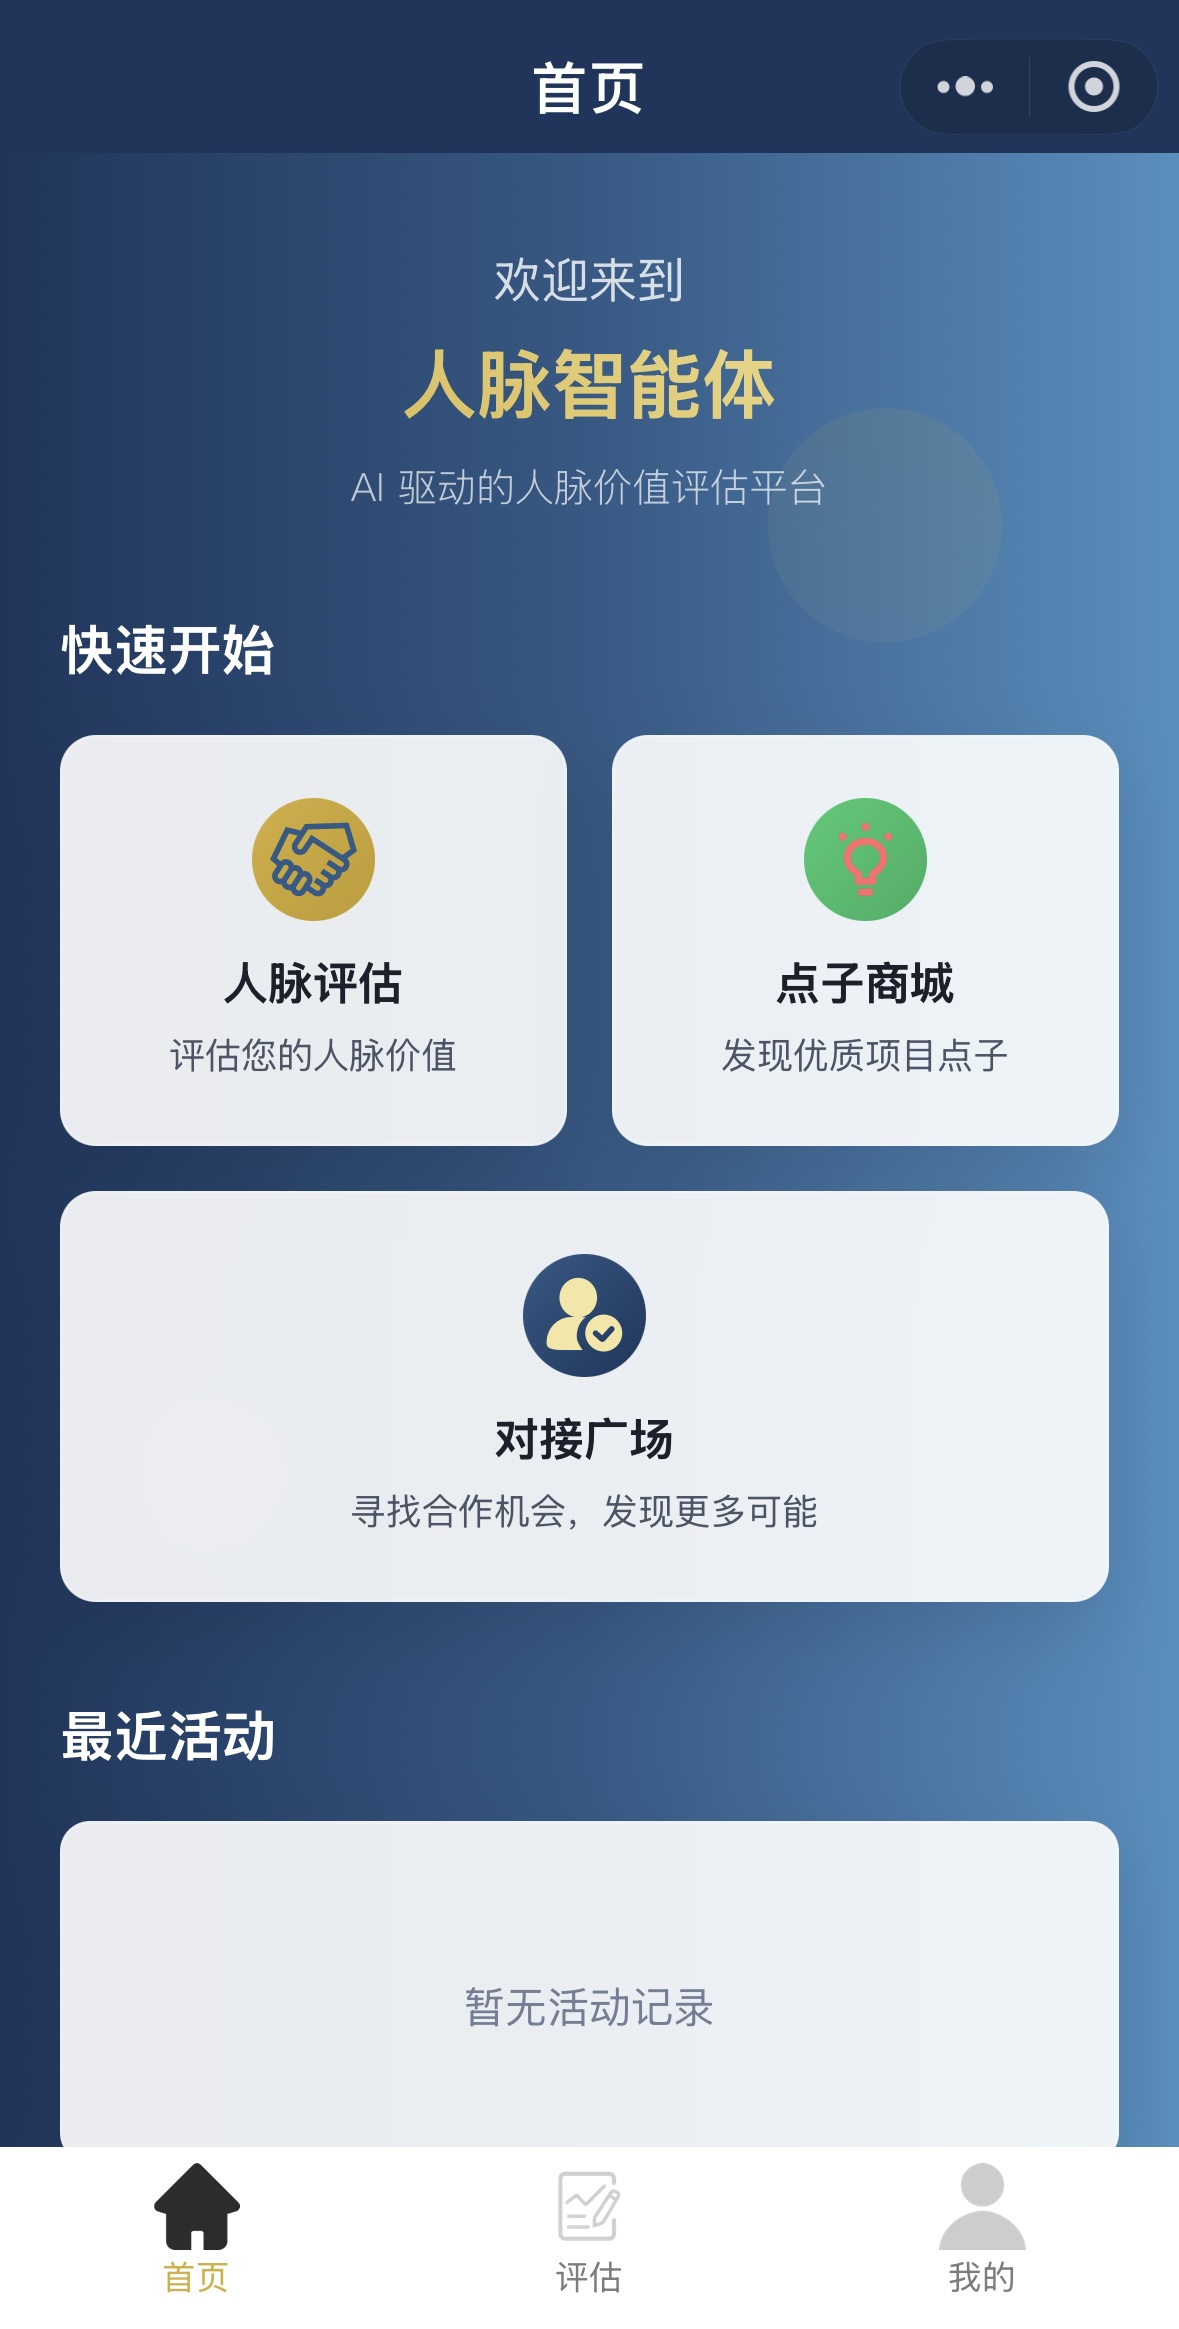 首页
欢迎来到
人脉智能体
AI 驱动的人脉价值评估平台
快速开始
人脉评估
评估您的人脉价值
点子商城
发现优质项目点子
对接广场
寻找合作机会，发现更多可能
最近活动
暂无活动记录
首页
评估
我的